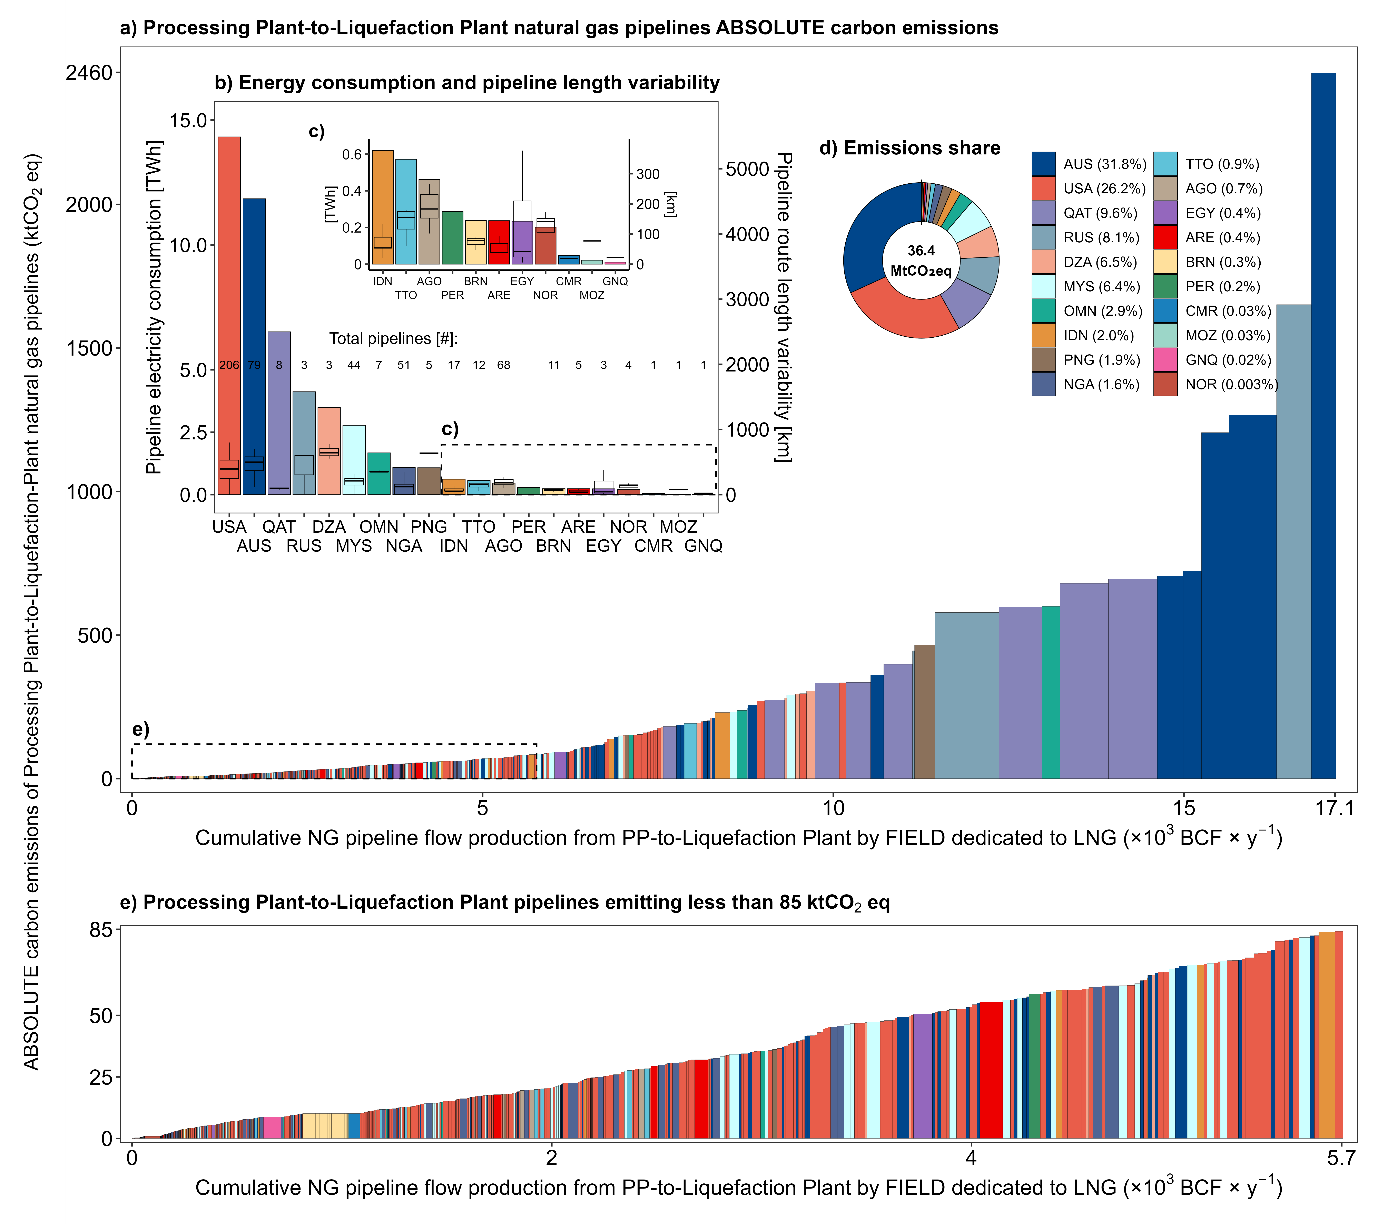 a) Processing Plant-to-Liquefaction Plant natural gas pipelines ABSOLUTE carbon emissions
ABSOLUTE carbon emissions of Processing Plant-to-Liquefaction-Plant natural gas pipelines (ktCO₂ eq)
2460
2000
1500
1000
500
0
b) Energy consumption and pipeline length variability
Pipeline electricity consumption [TWh]
15.0
10.0
5.0
2.5
0.0
c)
[TWh]
0.6
0.4
0.2
0
300
200
100
0
[km]
IDN AGO BRN EGY CMR GNQ
TTO PER ARE NOR MOZ
Total pipelines [#]:
206 79 8 3 3 44 7 51 5 17 12 68 11 5 3 4 1 1 1
c)
5000
4000
3000
2000
1000
0
Pipeline route length variability [km]
USA QAT DZA OMN PNG TTO PER ARE NOR MOZ
AUS RUS MYS NGA IDN AGO BRN EGY CMR GNQ
d) Emissions share
36.4
MtCO₂eq
AUS (31.8%) TTO (0.9%)
USA (26.2%) AGO (0.7%)
QAT (9.6%) EGY (0.4%)
RUS (8.1%) ARE (0.4%)
DZA (6.5%) BRN (0.3%)
MYS (6.4%) PER (0.2%)
OMN (2.9%) CMR (0.03%)
IDN (2.0%) MOZ (0.03%)
PNG (1.9%) GNQ (0.02%)
NGA (1.6%) NOR (0.003%)
e)
0 5 10 15 17.1
Cumulative NG pipeline flow production from PP-to-Liquefaction Plant by FIELD dedicated to LNG (×10³ BCF × y⁻¹)
e) Processing Plant-to-Liquefaction Plant pipelines emitting less than 85 ktCO₂ eq
85
50
25
0
0 2 4 5.7
Cumulative NG pipeline flow production from PP-to-Liquefaction Plant by FIELD dedicated to LNG (×10³ BCF × y⁻¹)